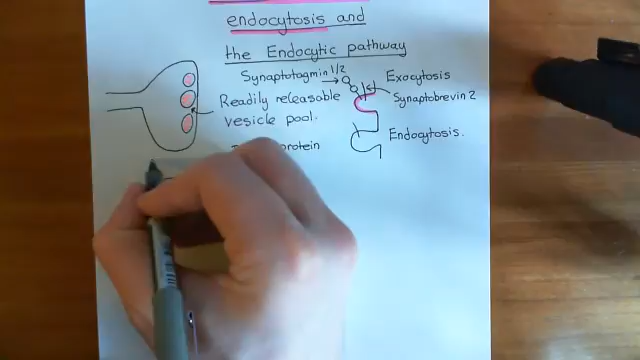 endocytosis and
the Endocytic pathway
Synaptotagmin 1/2
Exocytosis
Readily releasable
vesicle pool.
Synaptobrevin 2
Endocytosis.
protein